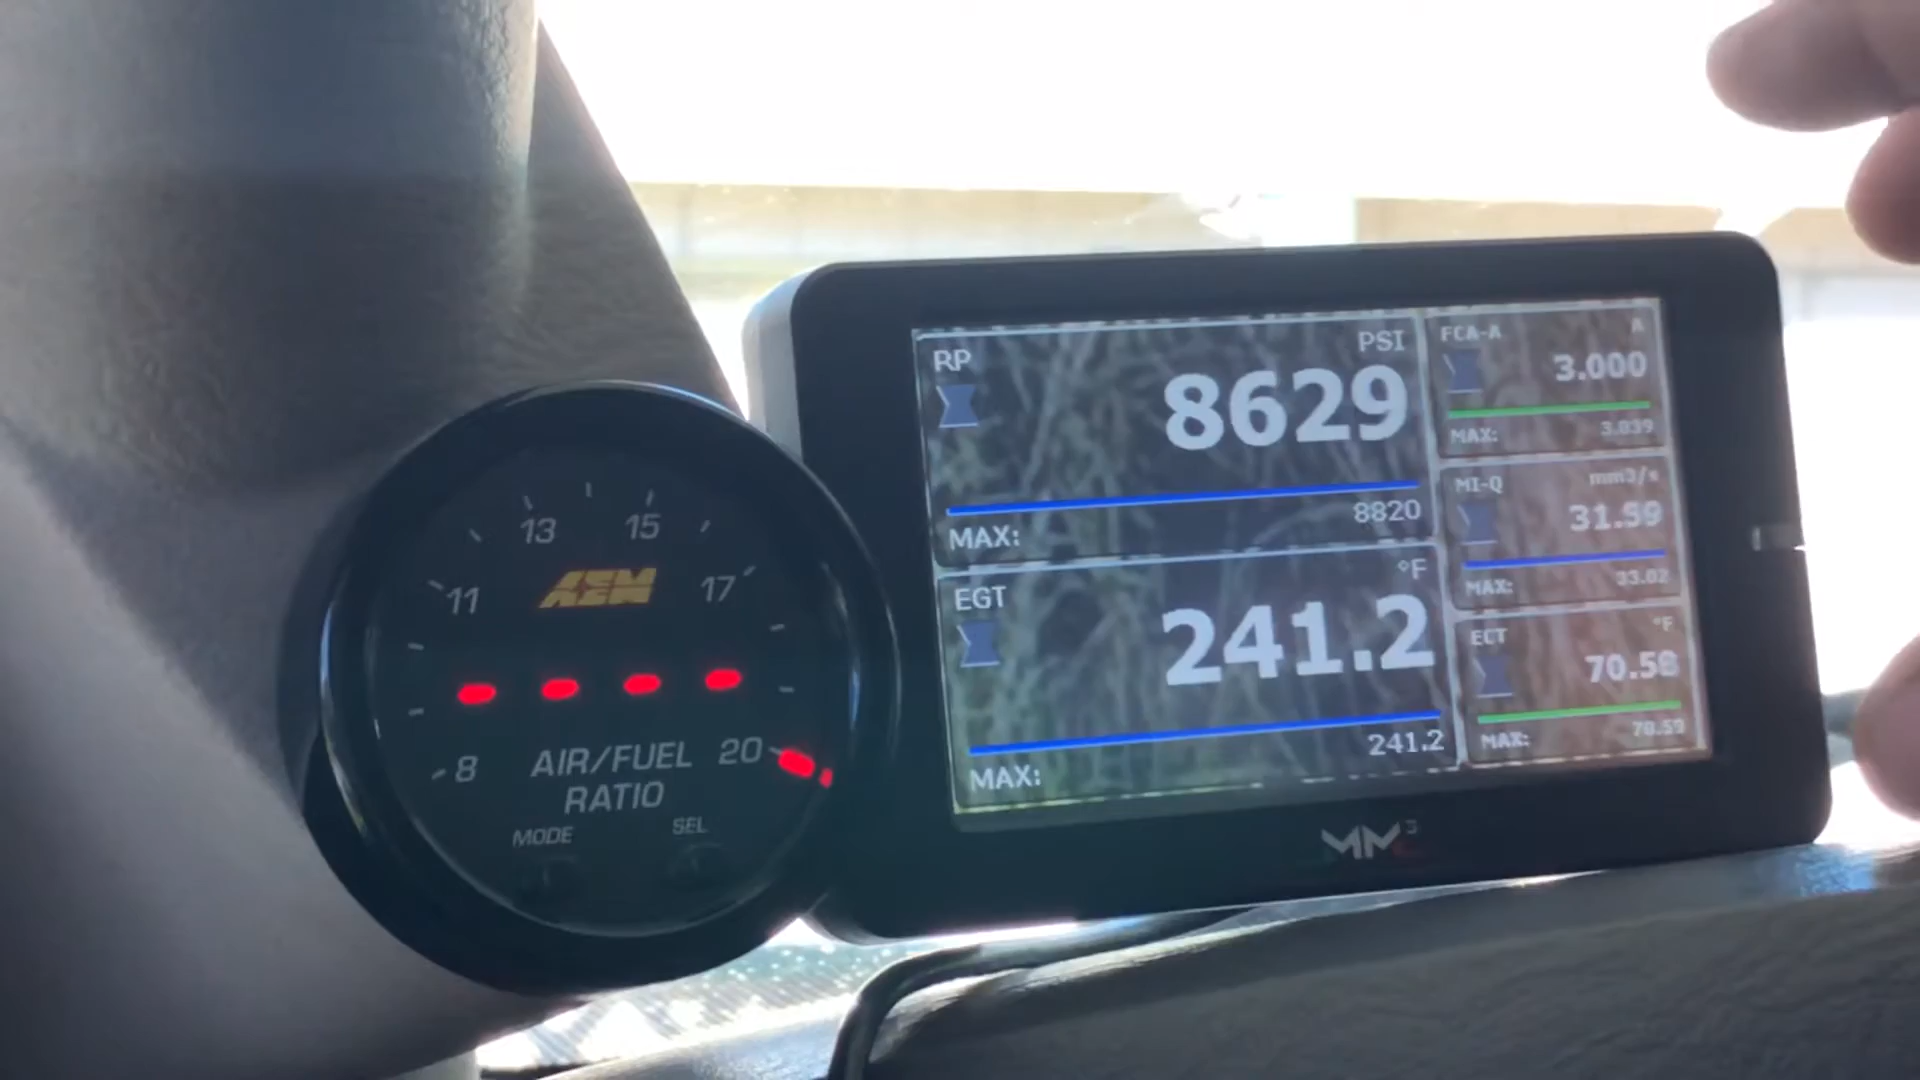 13 15
11 AEM 17
8 AIR/FUEL 20
RATIO
MODE SEL
RP PSI
8629
MAX: 8820
EGT °F
241.2
MAX: 241.2
FCA-A A
3.000
MAX: 3.039
MI-Q mm3/s
31.59
MAX: 33.02
ECT °F
70.58
MAX: 70.59
MM3